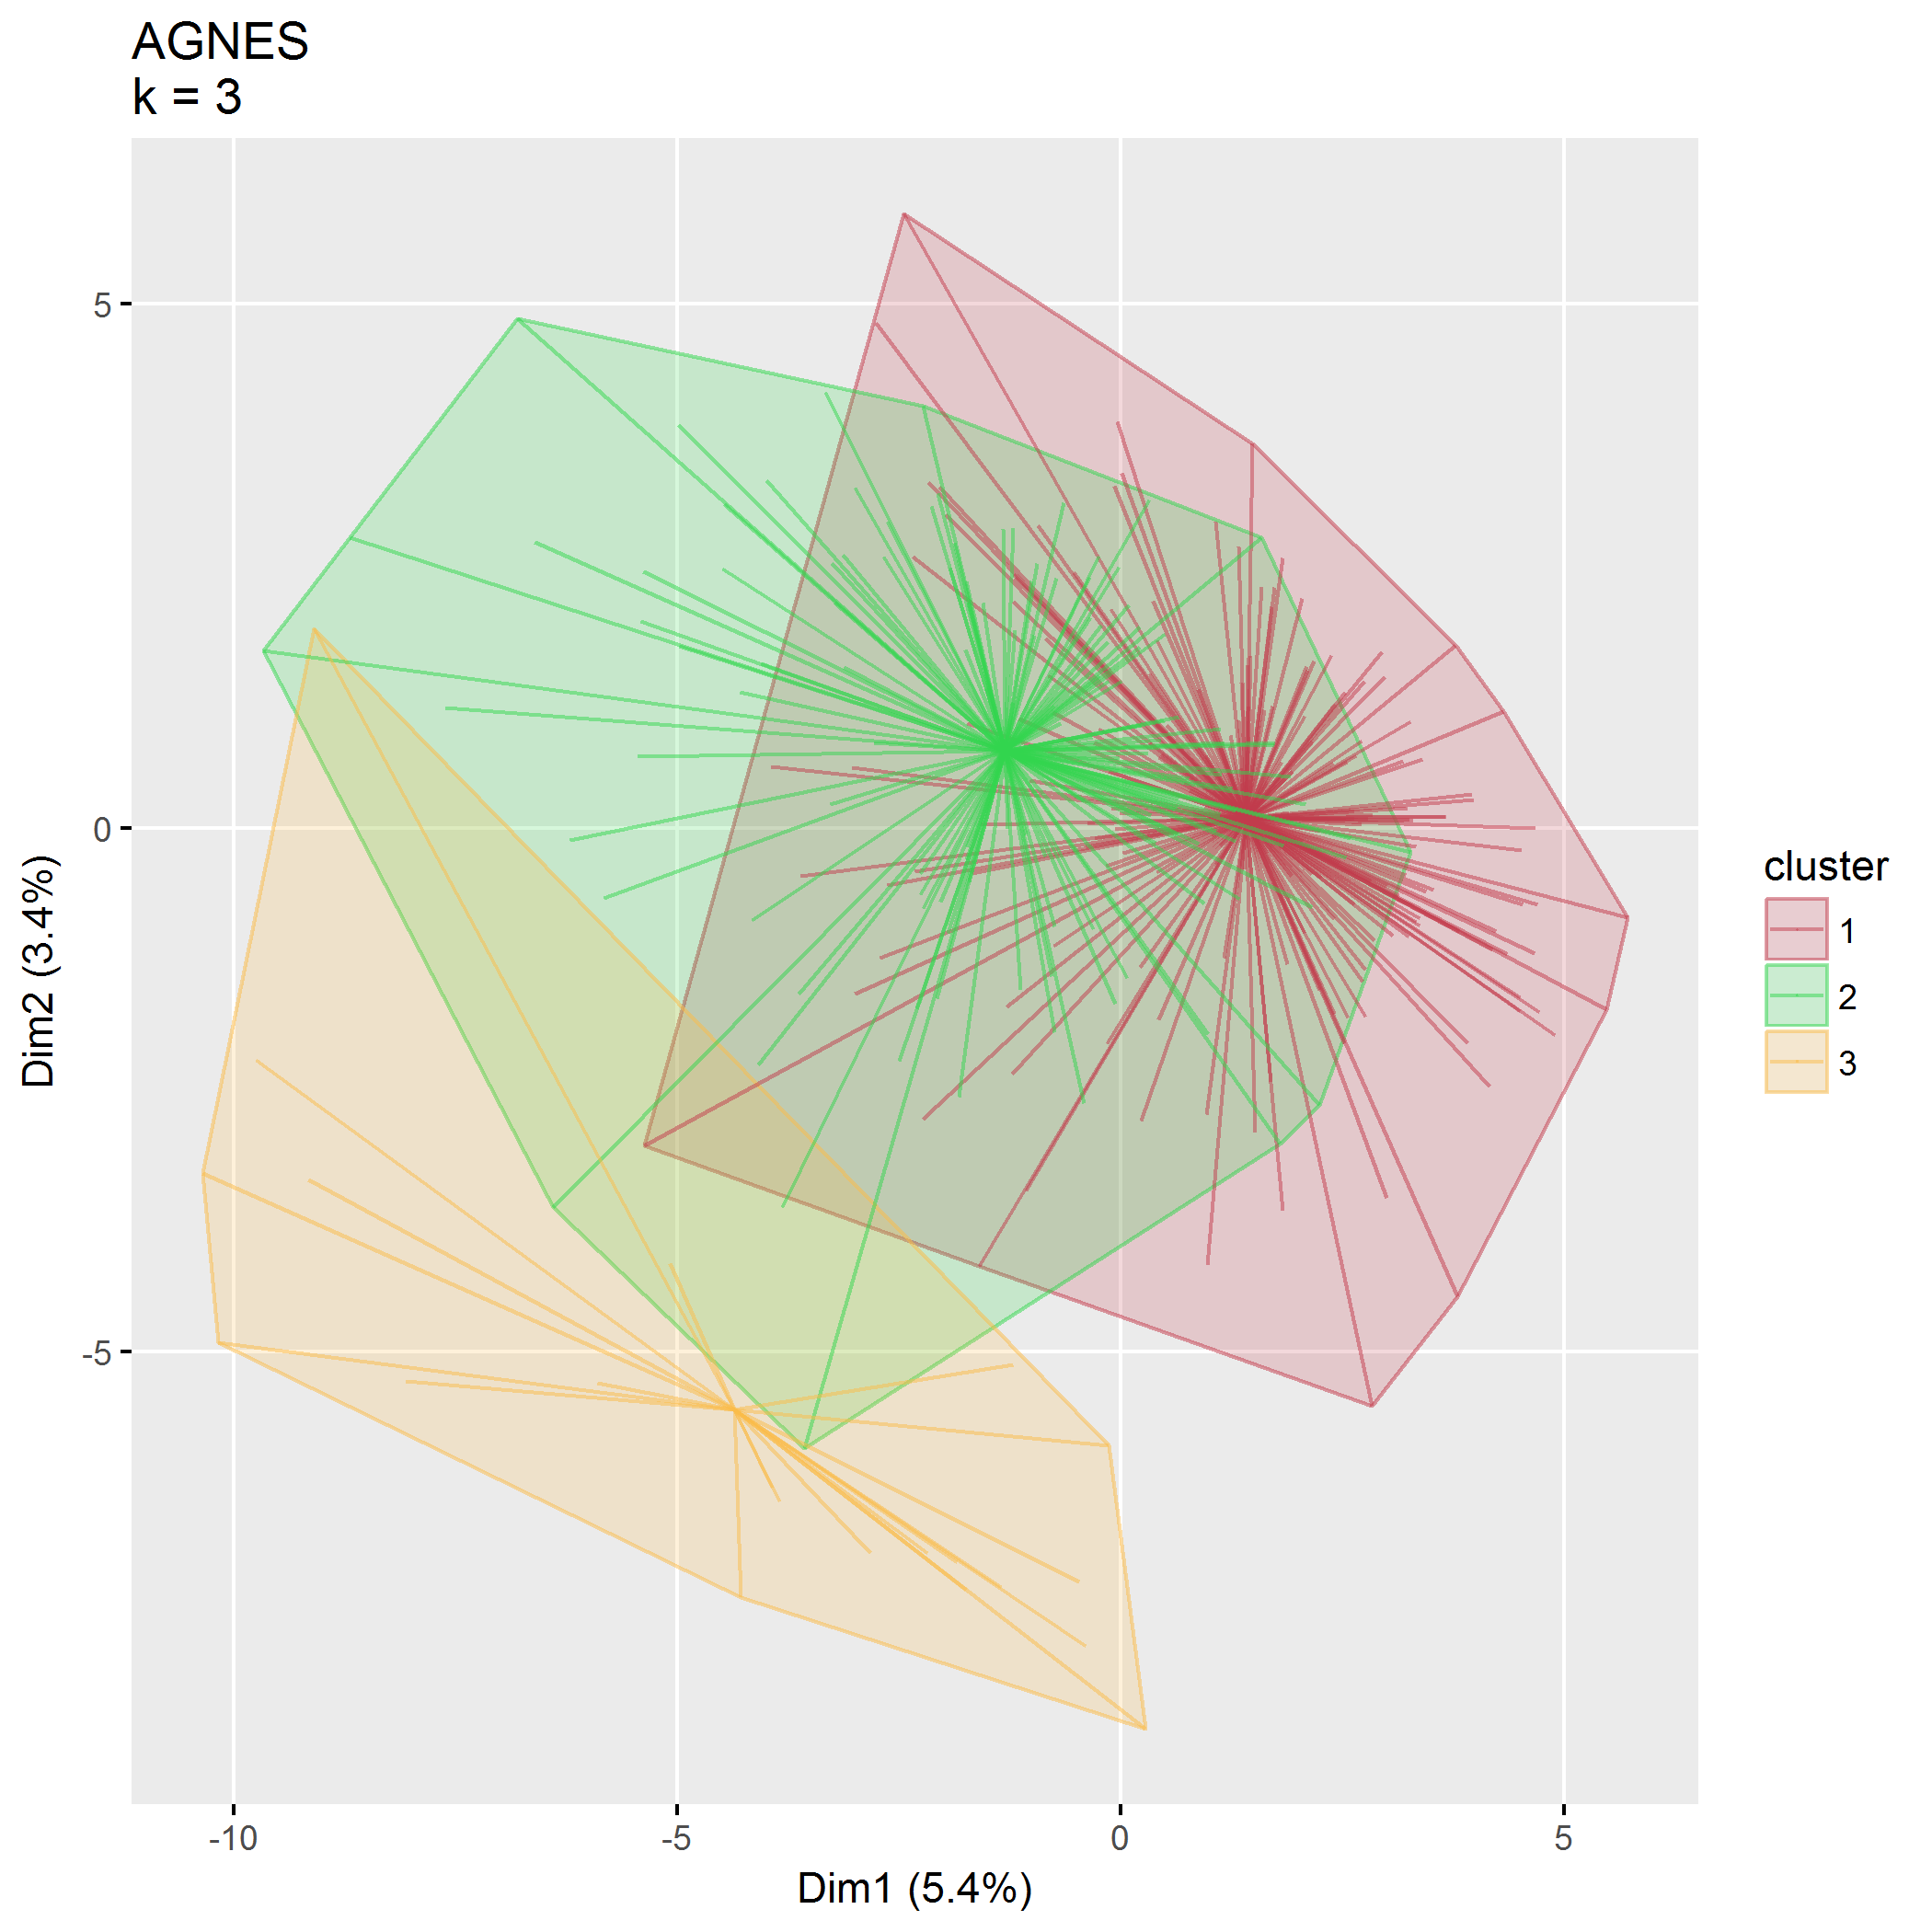 AGNES
k = 3
5
0
-5
-10
-5
0
5
Dim1 (5.4%)
Dim2 (3.4%)
cluster
1
2
3